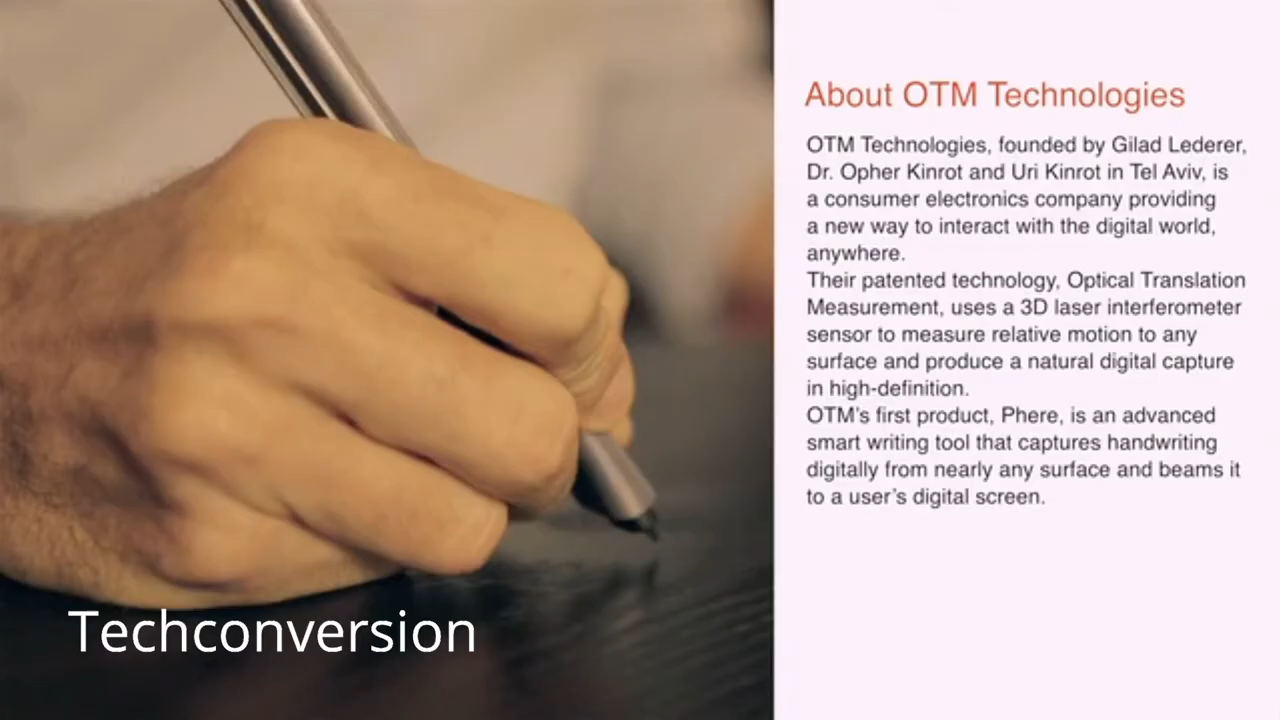 About OTM Technologies
OTM Technologies, founded by Gilad Lederer,
Dr. Opher Kinrot and Uri Kinrot in Tel Aviv, is
a consumer electronics company providing
a new way to interact with the digital world,
anywhere.
Their patented technology, Optical Translation
Measurement, uses a 3D laser interferometer
sensor to measure relative motion to any
surface and produce a natural digital capture
in high-definition.
OTM's first product, Phere, is an advanced
smart writing tool that captures handwriting
digitally from nearly any surface and beams it
to a user's digital screen.
Techconversion